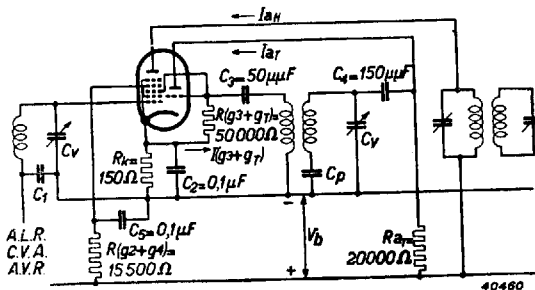 IaH
IaT
C3=50μμF
C4=150μμF
R(g3+gT)=
50000Ω
I(g3+gT)
Cv
C1
Rk=
150Ω
C2=0,1μF
Cp
Cv
C5=0,1μF
R(g2+g4)=
15500Ω
A.L.R.
C.V.A.
A.V.R.
−
Vb
+
RaT=
20000Ω
40460